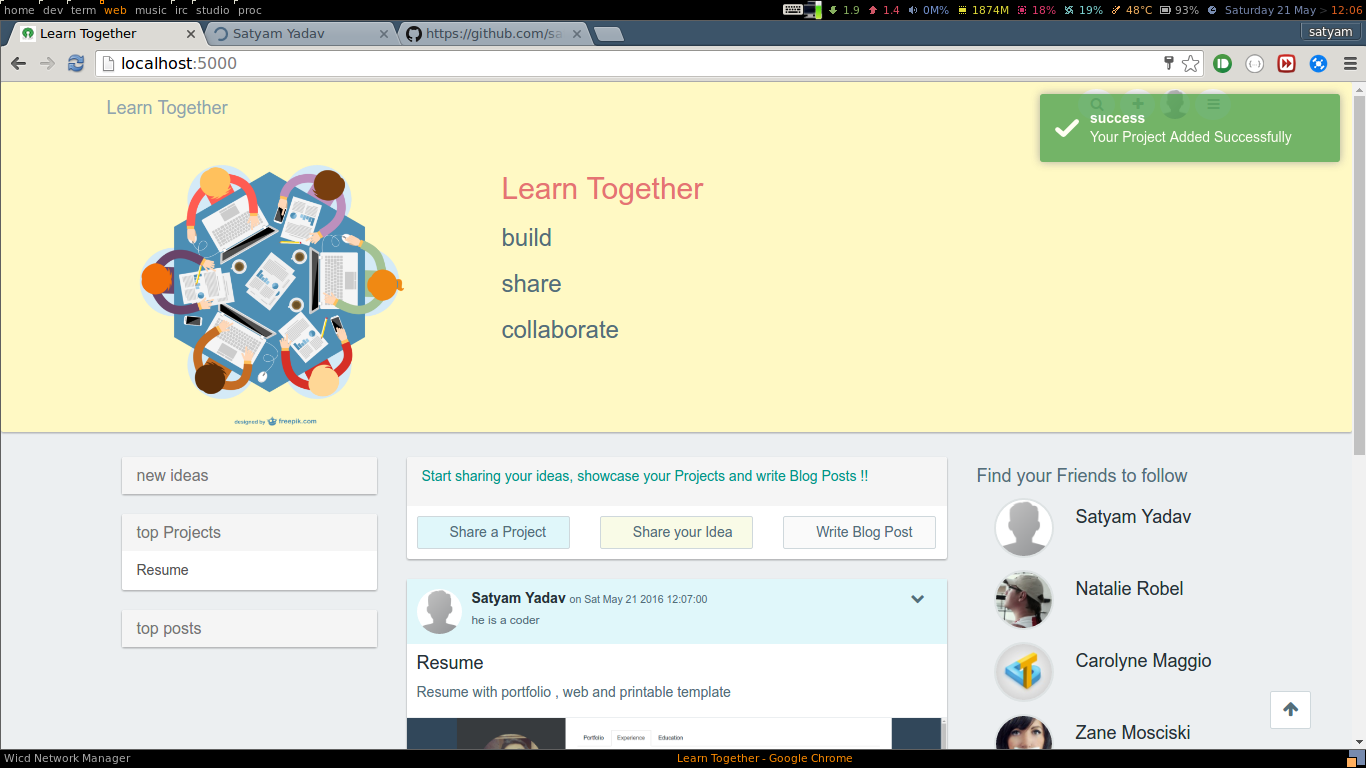 home dev term web music irc studio proc
1.9 1.4 0M% 1874M 18% 19% 48°C 93% Saturday 21 May > 12:06
Learn Together
Satyam Yadav
https://github.com/sa
satyam
localhost:5000
Learn Together
success
Your Project Added Successfully
Learn Together
build
share
collaborate
designed by freepik.com
new ideas
top Projects
Resume
top posts
Start sharing your ideas, showcase your Projects and write Blog Posts !!
Share a Project
Share your Idea
Write Blog Post
Satyam Yadav on Sat May 21 2016 12:07:00
he is a coder
Resume
Resume with portfolio , web and printable template
Portfolio Experience Education
Find your Friends to follow
Satyam Yadav
Natalie Robel
Carolyne Maggio
Zane Mosciski
Wicd Network Manager
Learn Together - Google Chrome